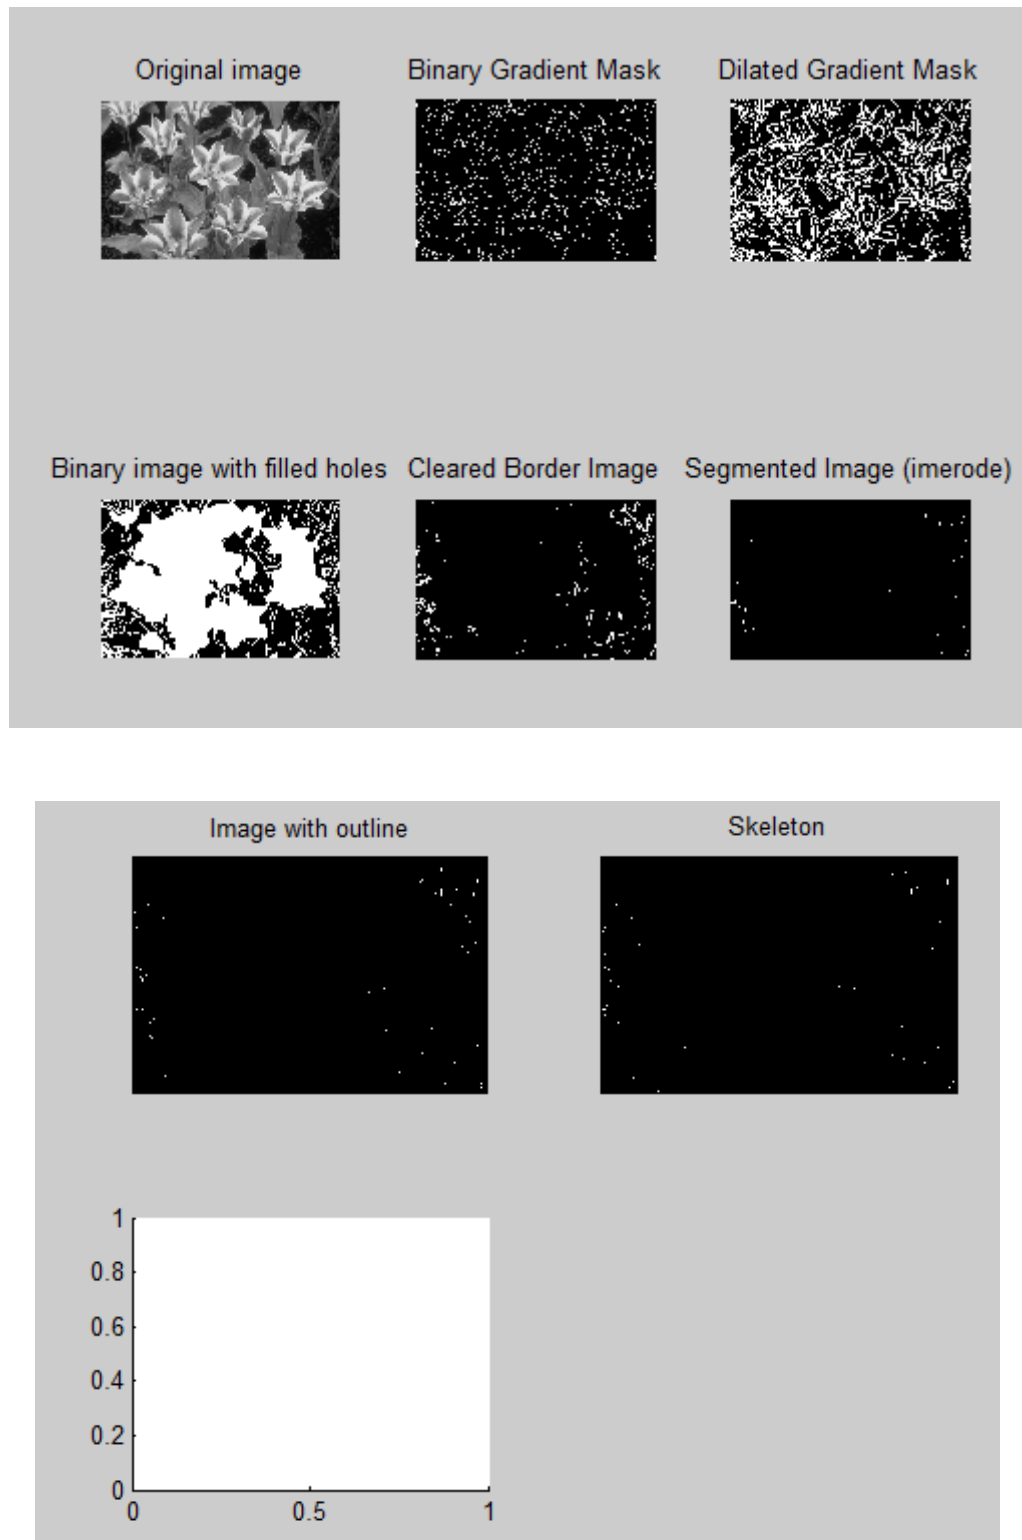 Original image
Binary Gradient Mask
Dilated Gradient Mask
Binary image with filled holes
Cleared Border Image
Segmented Image (imerode)
Image with outline
Skeleton
1
0.8
0.6
0.4
0.2
0
0
0.5
1